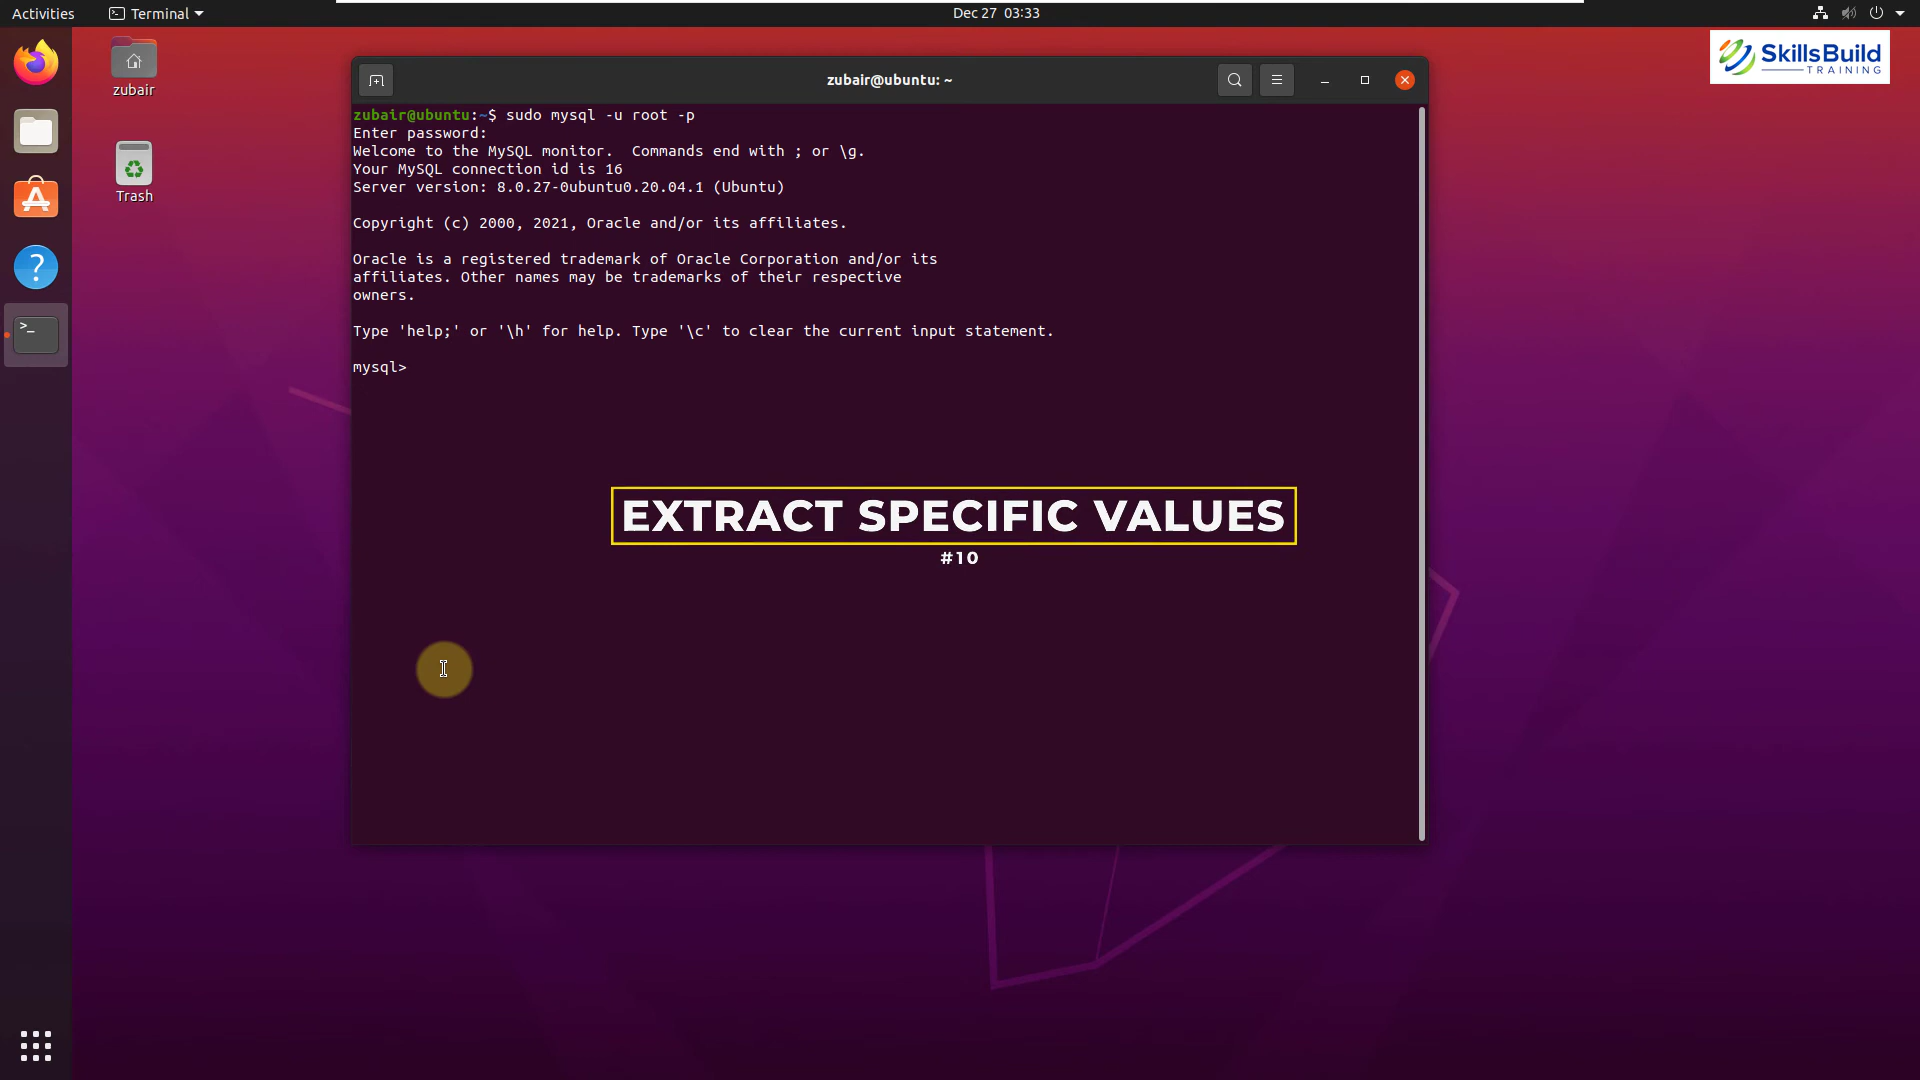 Activities
Terminal
Dec 27 03:33
zubair
Trash
SkillsBuild
TRAINING
zubair@ubuntu: ~
zubair@ubuntu:~$ sudo mysql -u root -p
Enter password:
Welcome to the MySQL monitor.  Commands end with ; or \g.
Your MySQL connection id is 16
Server version: 8.0.27-0ubuntu0.20.04.1 (Ubuntu)
Copyright (c) 2000, 2021, Oracle and/or its affiliates.
Oracle is a registered trademark of Oracle Corporation and/or its
affiliates. Other names may be trademarks of their respective
owners.
Type 'help;' or '\h' for help. Type '\c' to clear the current input statement.
mysql>
EXTRACT SPECIFIC VALUES
#10